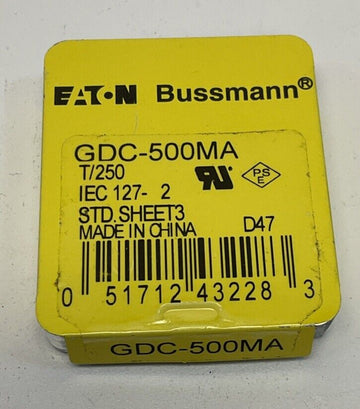 EATON Bussmann®
GDC-500MA
T/250
IEC 127- 2
STD. SHEET3
MADE IN CHINA D47
PS
E
0 51712 43228 3
GDC-500MA